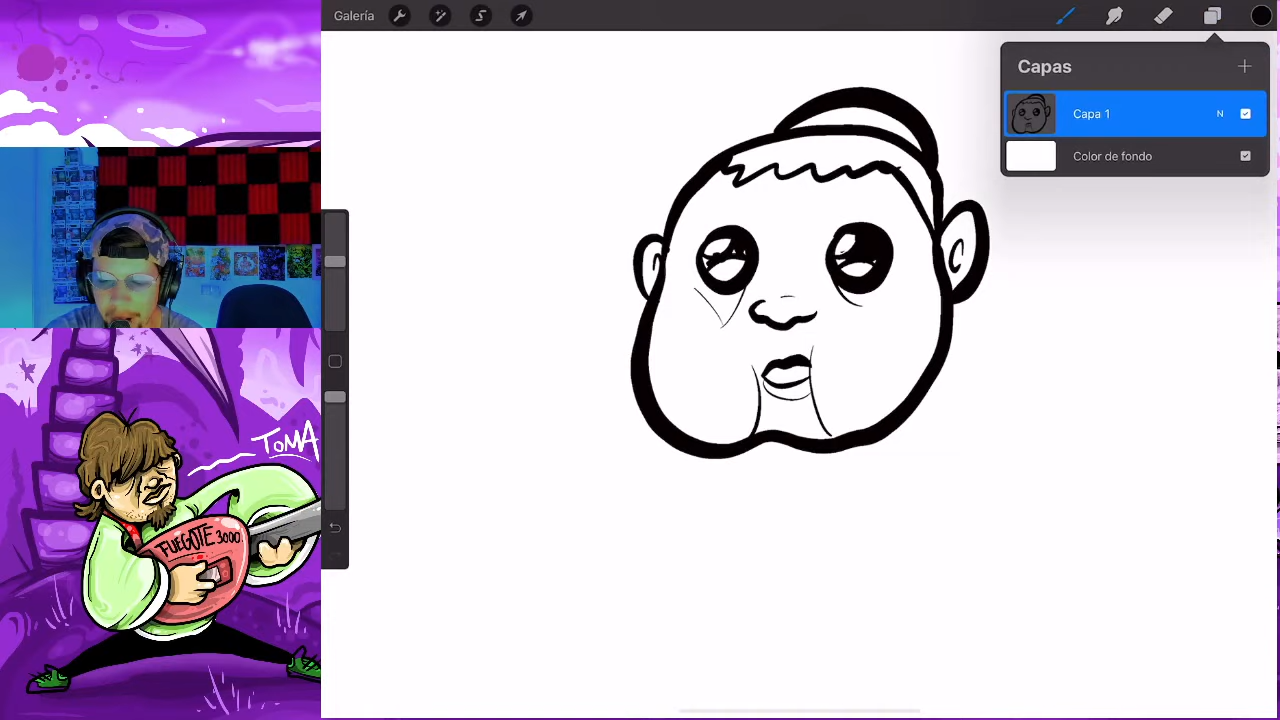 Galería
Capas
Capa 1
N
Color de fondo
TOMA
FUEGOTE 3000